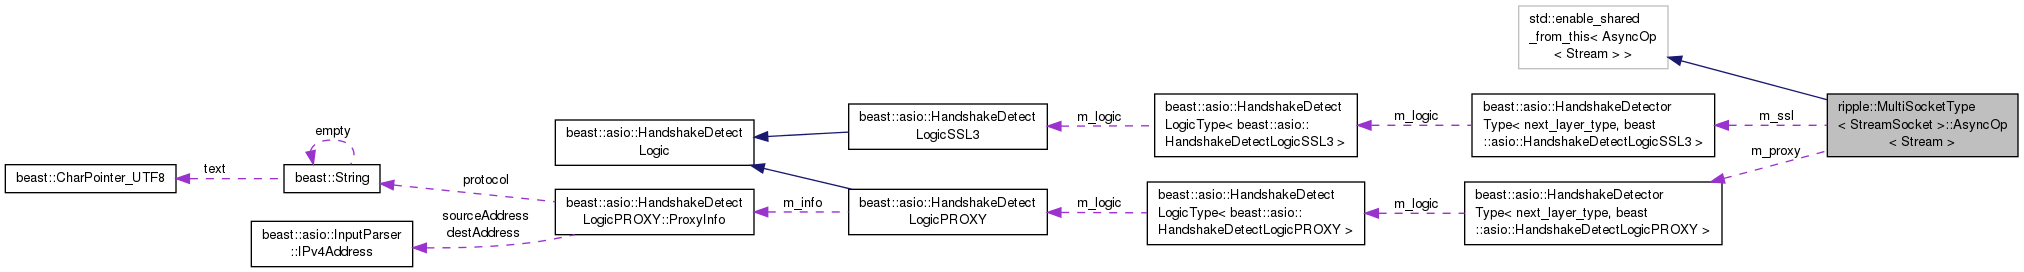 std::enable_shared
_from_this< AsyncOp
< Stream > >
ripple::MultiSocketType
< StreamSocket >::AsyncOp
< Stream >
m_ssl
m_proxy
beast::asio::HandshakeDetector
Type< next_layer_type, beast
::asio::HandshakeDetectLogicSSL3 >
m_logic
beast::asio::HandshakeDetect
LogicType< beast::asio::
HandshakeDetectLogicSSL3 >
m_logic
beast::asio::HandshakeDetect
LogicSSL3
beast::asio::HandshakeDetect
Logic
beast::asio::HandshakeDetector
Type< next_layer_type, beast
::asio::HandshakeDetectLogicPROXY >
m_logic
beast::asio::HandshakeDetect
LogicType< beast::asio::
HandshakeDetectLogicPROXY >
m_logic
beast::asio::HandshakeDetect
LogicPROXY
m_info
beast::asio::HandshakeDetect
LogicPROXY::ProxyInfo
protocol
sourceAddress
destAddress
empty
beast::String
text
beast::CharPointer_UTF8
beast::asio::InputParser
::IPv4Address